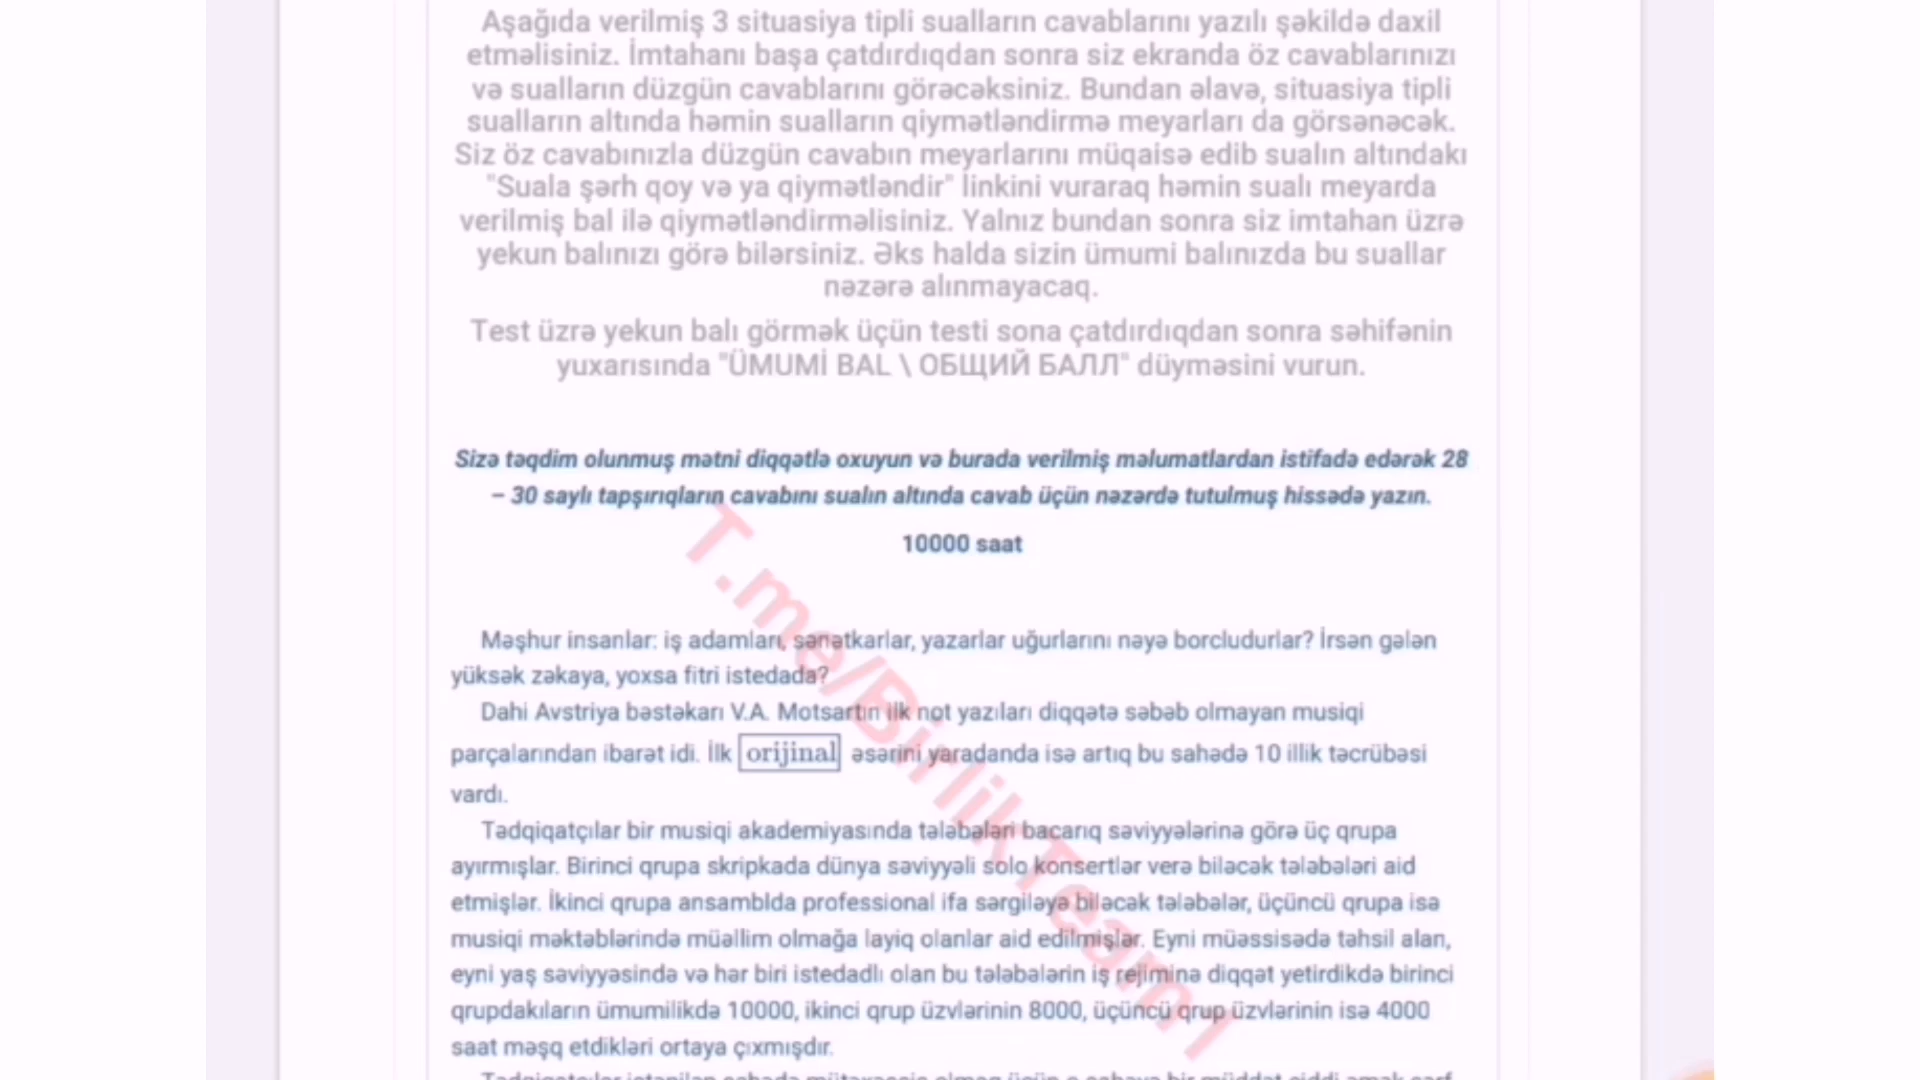 Aşağıda verilmiş 3 situasiya tipli sualların cavablarını yazılı şəkildə daxil
etməlisiniz. İmtahanı başa çatdırdıqdan sonra siz ekranda öz cavablarınızı
və sualların düzgün cavablarını görəcəksiniz. Bundan əlavə, situasiya tipli
sualların altında həmin sualların qiymətləndirmə meyarları da görsənəcək.
Siz öz cavabınızla düzgün cavabın meyarlarını müqaisə edib sualın altındakı
"Suala şərh qoy və ya qiymətləndir" linkini vuraraq həmin sualı meyarda
verilmiş bal ilə qiymətləndirməlisiniz. Yalnız bundan sonra siz imtahan üzrə
yekun balınızı görə bilərsiniz. Əks halda sizin ümumi balınızda bu suallar
nəzərə alınmayacaq.
Test üzrə yekun balı görmək üçün testi sona çatdırdıqdan sonra səhifənin
yuxarısında "ÜMUMİ BAL \ ОБЩИЙ БАЛЛ" düyməsini vurun.
Sizə təqdim olunmuş mətni diqqətlə oxuyun və burada verilmiş məlumatlardan istifadə edərək 28
– 30 saylı tapşırıqların cavabını sualın altında cavab üçün nəzərdə tutulmuş hissədə yazın.
10000 saat
Məşhur insanlar: iş adamları, sənətkarlar, yazarlar uğurlarını nəyə borcludurlar? İrsən gələn
yüksək zəkaya, yoxsa fitri istedada?
Dahi Avstriya bəstəkarı V.A. Motsartın ilk not yazıları diqqətə səbəb olmayan musiqi
parçalarından ibarət idi. İlk orijinal əsərini yaradanda isə artıq bu sahədə 10 illik təcrübəsi
vardı.
Tədqiqatçılar bir musiqi akademiyasında tələbələri bacarıq səviyyələrinə görə üç qrupa
ayırmışlar. Birinci qrupa skripkada dünya səviyyəli solo konsertlər verə biləcək tələbələri aid
etmişlər. İkinci qrupa ansamblda professional ifa sərgiləyə biləcək tələbələr, üçüncü qrupa isə
musiqi məktəblərində müəllim olmağa layiq olanlar aid edilmişlər. Eyni müəssisədə təhsil alan,
eyni yaş səviyyəsində və hər biri istedadlı olan bu tələbələrin iş rejiminə diqqət yetirdikdə birinci
qrupdakıların ümumilikdə 10000, ikinci qrup üzvlərinin 8000, üçüncü qrup üzvlərinin isə 4000
saat məşq etdikləri ortaya çıxmışdır.
T.me/BirlikTeam1